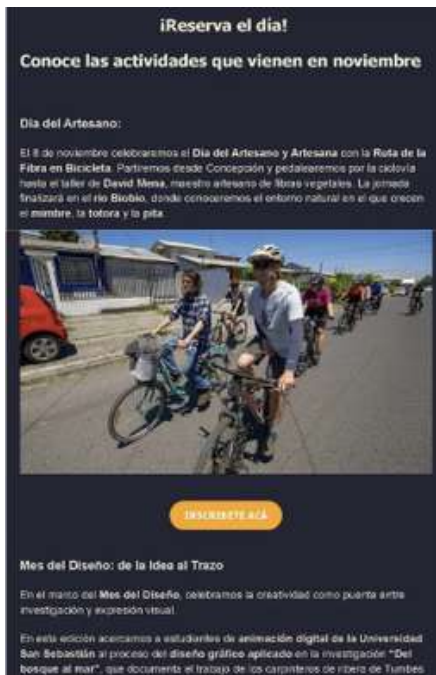 ¡Reserva el día!
Conoce las actividades que vienen en noviembre
Día del Artesano:
El 8 de noviembre celebraremos el Día del Artesano y Artesana con la Ruta de la
Fibra en Bicicleta. Partiremos desde Concepción y pedalearemos por la ciclovía
hasta el taller de David Mena, maestro artesano de fibras vegetales. La jornada
finalizará en el río Biobío, donde conoceremos el entorno natural en el que crecen
el mimbre, la totora y la pita.
INSCRÍBETE ACÁ
Mes del Diseño: de la Idea al Trazo
En el marco del Mes del Diseño, celebramos la creatividad como puente entre
investigación y expresión visual.
En esta edición acercamos a estudiantes de animación digital de la Universidad
San Sebastián al proceso del diseño gráfico aplicado en la investigación "Del
bosque al mar", que documenta el trabajo de los carpinteros de ribera de Tumbes